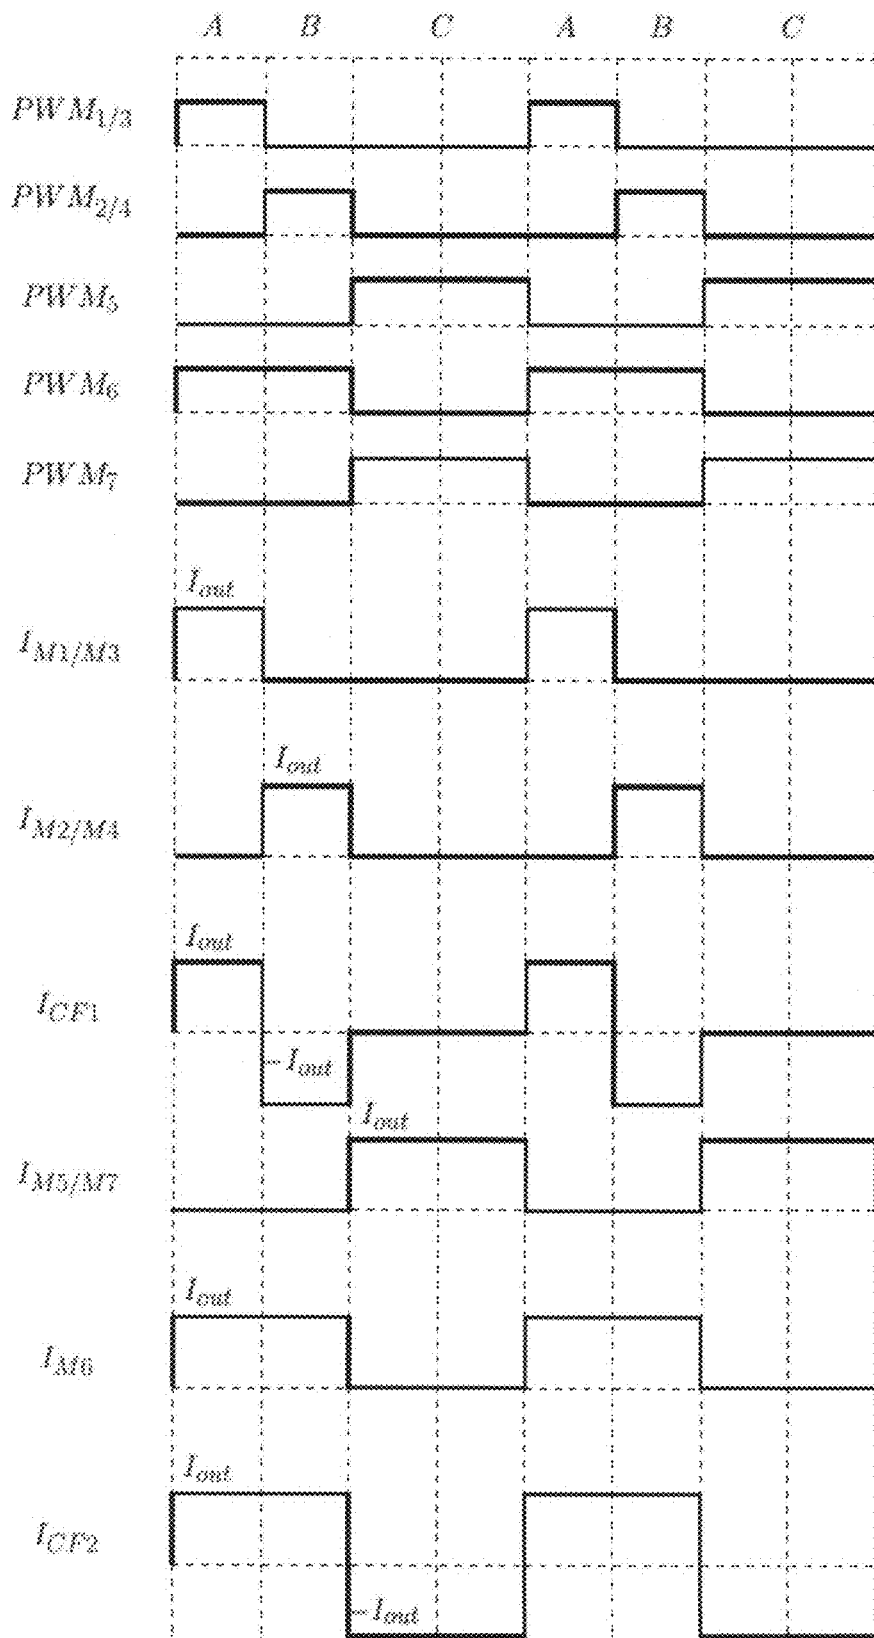 A B C A B C
PWM1/3
PWM2/4
PWM5
PWM6
PWM7
Iout
IM1/M3
Iout
IM2/M4
Iout
ICF1
-Iout
Iout
IM5/M7
Iout
IM6
Iout
ICF2
-Iout